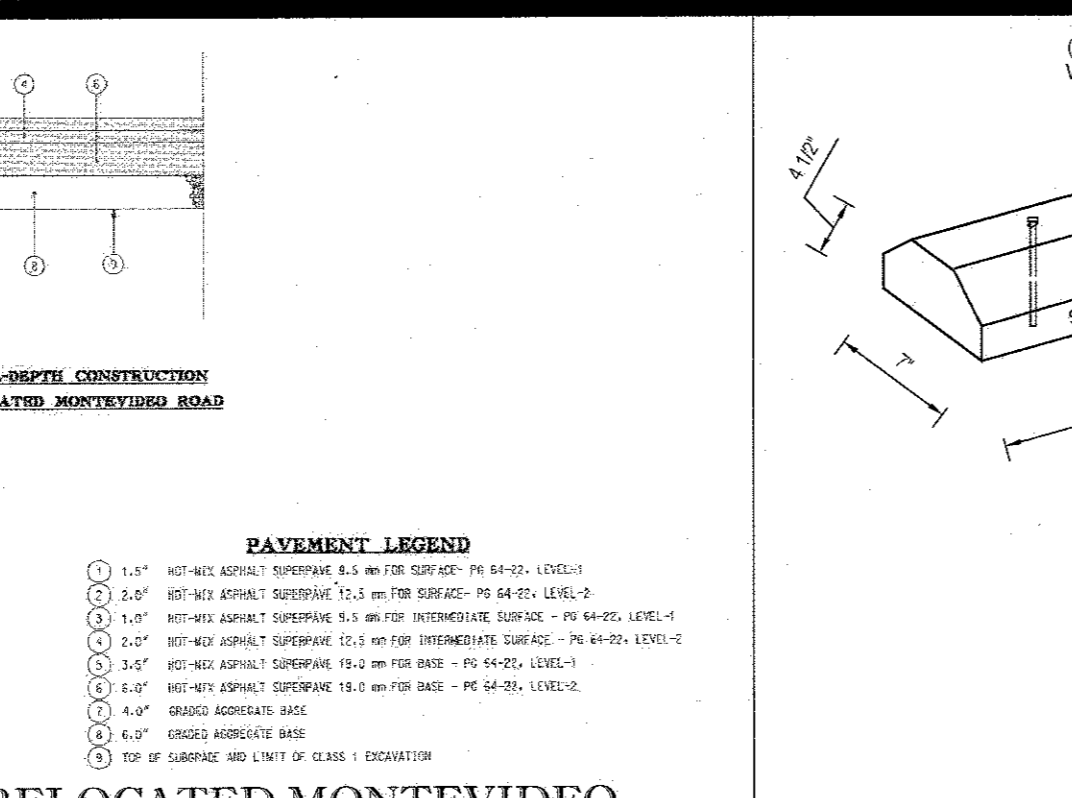 4
6
8
9
-DEPTH CONSTRUCTION
ATED MONTEVIDEO ROAD
4 1/2"
7"
PAVEMENT LEGEND
1 1.5" HOT-MIX ASPHALT SUPERPAVE 9.5 mm FOR SURFACE- PG 64-22, LEVEL-1
2 2.0" HOT-MIX ASPHALT SUPERPAVE 12.5 mm FOR SURFACE- PG 64-22, LEVEL-2
3 1.0" HOT-MIX ASPHALT SUPERPAVE 9.5 mm FOR INTERMEDIATE SURFACE - PG 64-22, LEVEL-1
4 2.0" HOT-MIX ASPHALT SUPERPAVE 12.5 mm FOR INTERMEDIATE SURFACE - PG 64-22, LEVEL-2
5 3.5" HOT-MIX ASPHALT SUPERPAVE 19.0 mm FOR BASE - PG 64-22, LEVEL-1
6 6.0" HOT-MIX ASPHALT SUPERPAVE 19.0 mm FOR BASE - PG 64-22, LEVEL-2
7 4.0" GRADED AGGREGATE BASE
8 6.0" GRADED AGGREGATE BASE
9 TOP OF SUBGRADE AND LIMIT OF CLASS 1 EXCAVATION
RELOCATED MONTEVIDEO